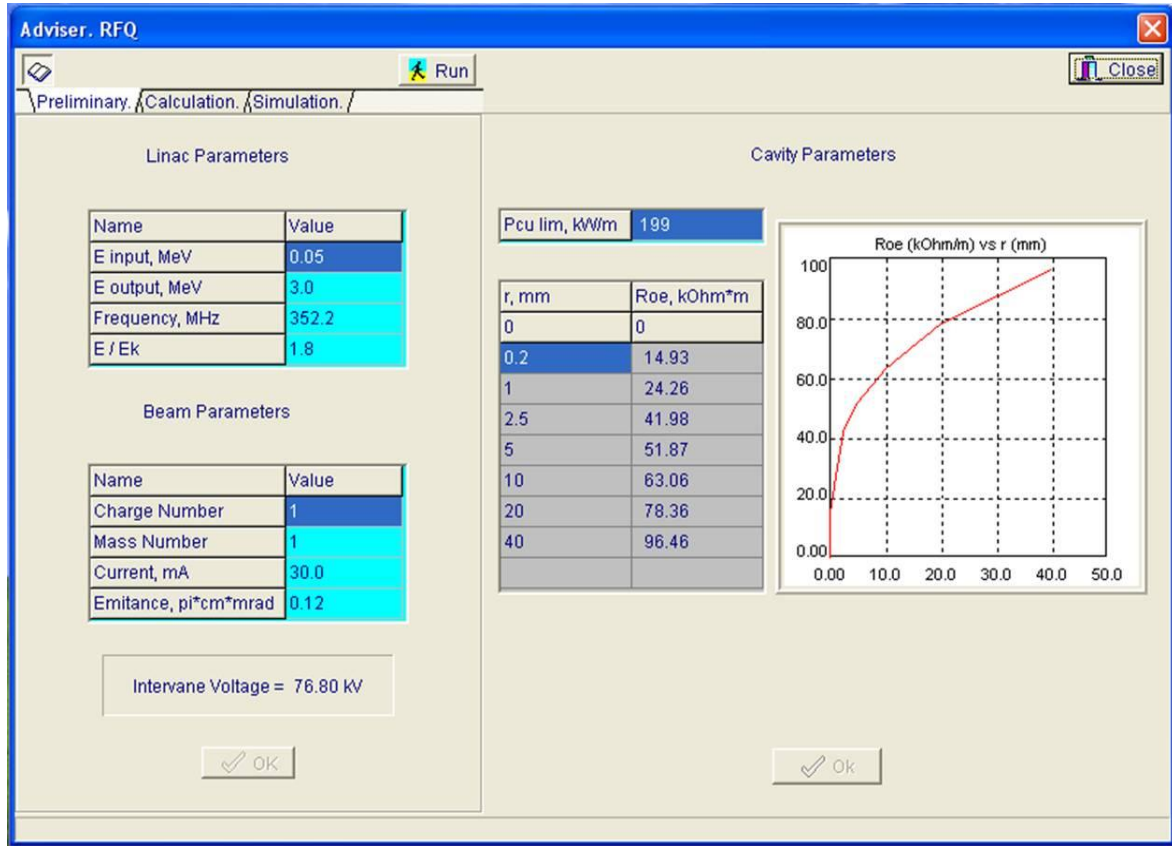 Adviser. RFQ
Run
Close
Preliminary. Calculation. Simulation.
Linac Parameters
Name Value
E input, MeV 0.05
E output, MeV 3.0
Frequency, MHz 352.2
E / Ek 1.8
Beam Parameters
Name Value
Charge Number 1
Mass Number 1
Current, mA 30.0
Emitance, pi*cm*mrad 0.12
Intervane Voltage = 76.80 kV
OK
Cavity Parameters
Pcu lim, kW/m 199
r, mm Roe, kOhm*m
0 0
0.2 14.93
1 24.26
2.5 41.98
5 51.87
10 63.06
20 78.36
40 96.46
Roe (kOhm/m) vs r (mm)
100
80.0
60.0
40.0
20.0
0.00
0.00 10.0 20.0 30.0 40.0 50.0
Ok